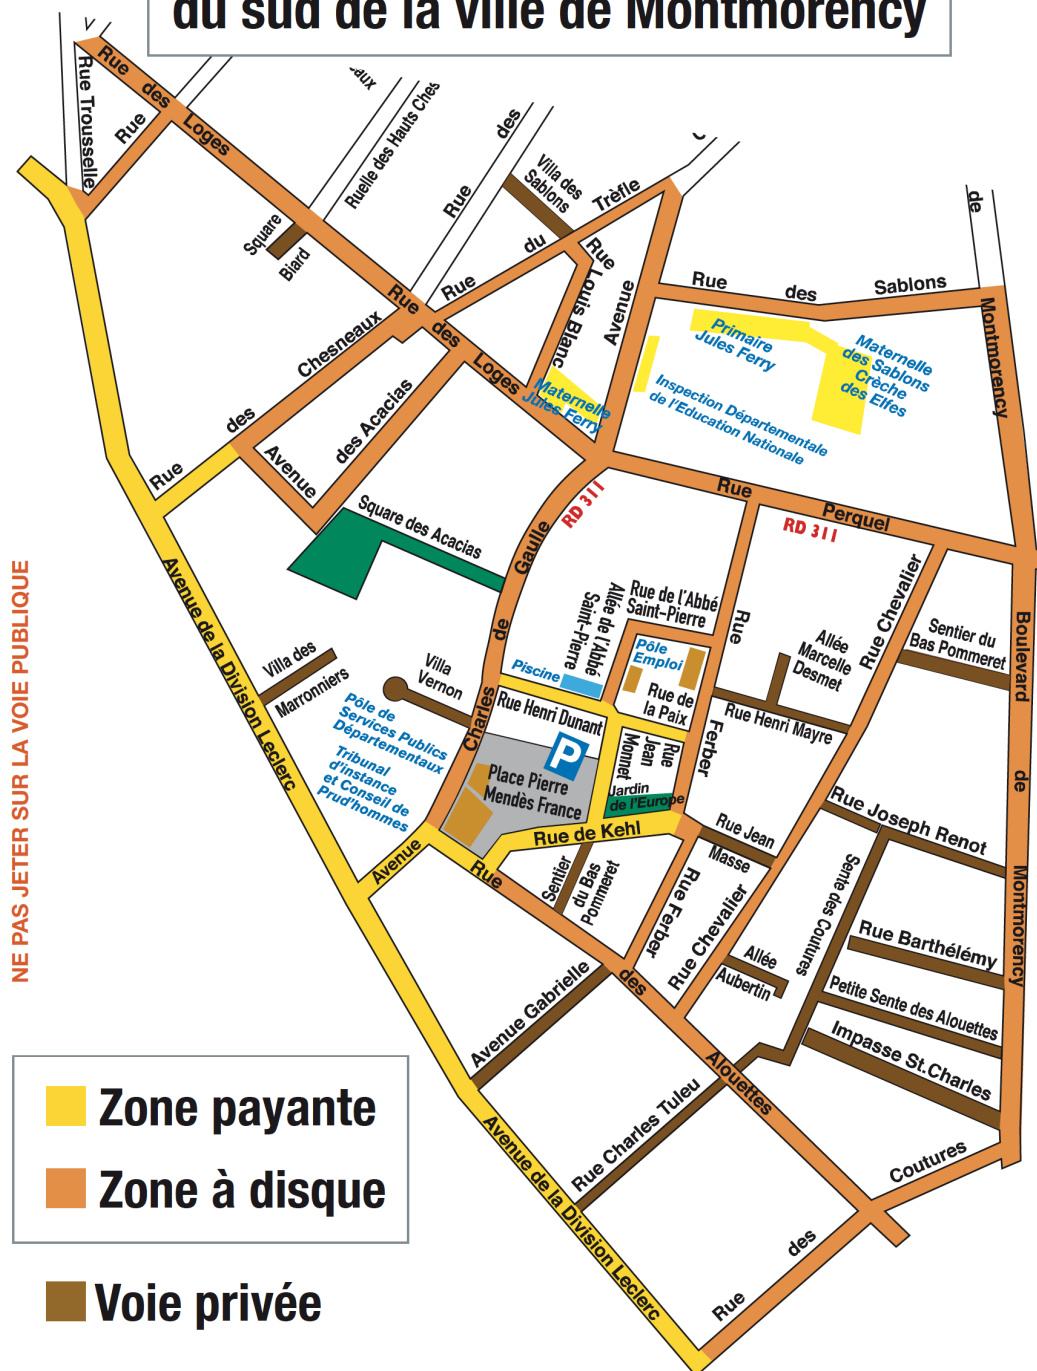 du sud de la Ville de Montmorency
Rue Trousselle
Rue des Loges
Rue
Ruelle des Hauts Ches
Rue des
Square
Biard
Villa des
Sablons
Rue du Trèfle
Rue Louis Blanc
Avenue
Rue des Sablons
de
Montmorency
Primaire
Jules Ferry
Maternelle
des Sablons
Crèche
des Elfes
Inspection Départementale
de l'Education Nationale
Maternelle
Jules Ferry
Rue des Loges
Rue des Chesneaux
Avenue des Acacias
Square des Acacias
RD 311
Rue Perquel
RD 311
Charles de Gaulle
Avenue de la Division Leclerc
Villa des
Marronniers
Villa
Vernon
Pôle de
Services Publics
Départementaux
Tribunal
d'instance
et Conseil de
Prud'hommes
Piscine
Allée de l'Abbé
Saint-Pierre
Rue de l'Abbé
Saint-Pierre
Pôle
Emploi
Rue de
la Paix
Rue Henri Dunant
Rue
Jean
Monnet
P
Place Pierre
Mendès France
Jardin
de l'Europe
Rue de Kehl
Rue Ferber
Allée
Marcelle
Desmet
Rue Henri Mayre
Rue Chevalier
Sentier du
Bas Pommeret
Boulevard de Montmorency
Avenue
Rue des Alouettes
Sentier
du Bas
Pommeret
Rue Ferber
Rue Jean
Masse
Rue Chevalier
Rue Joseph Renot
Sente des Coutures
Allée
Aubertin
Rue Barthélémy
Petite Sente des Alouettes
Impasse St.Charles
Avenue Gabrielle
Rue Charles Tuleu
Avenue de la Division Leclerc
Rue des Coutures
NE PAS JETER SUR LA VOIE PUBLIQUE
Zone payante
Zone à disque
Voie privée